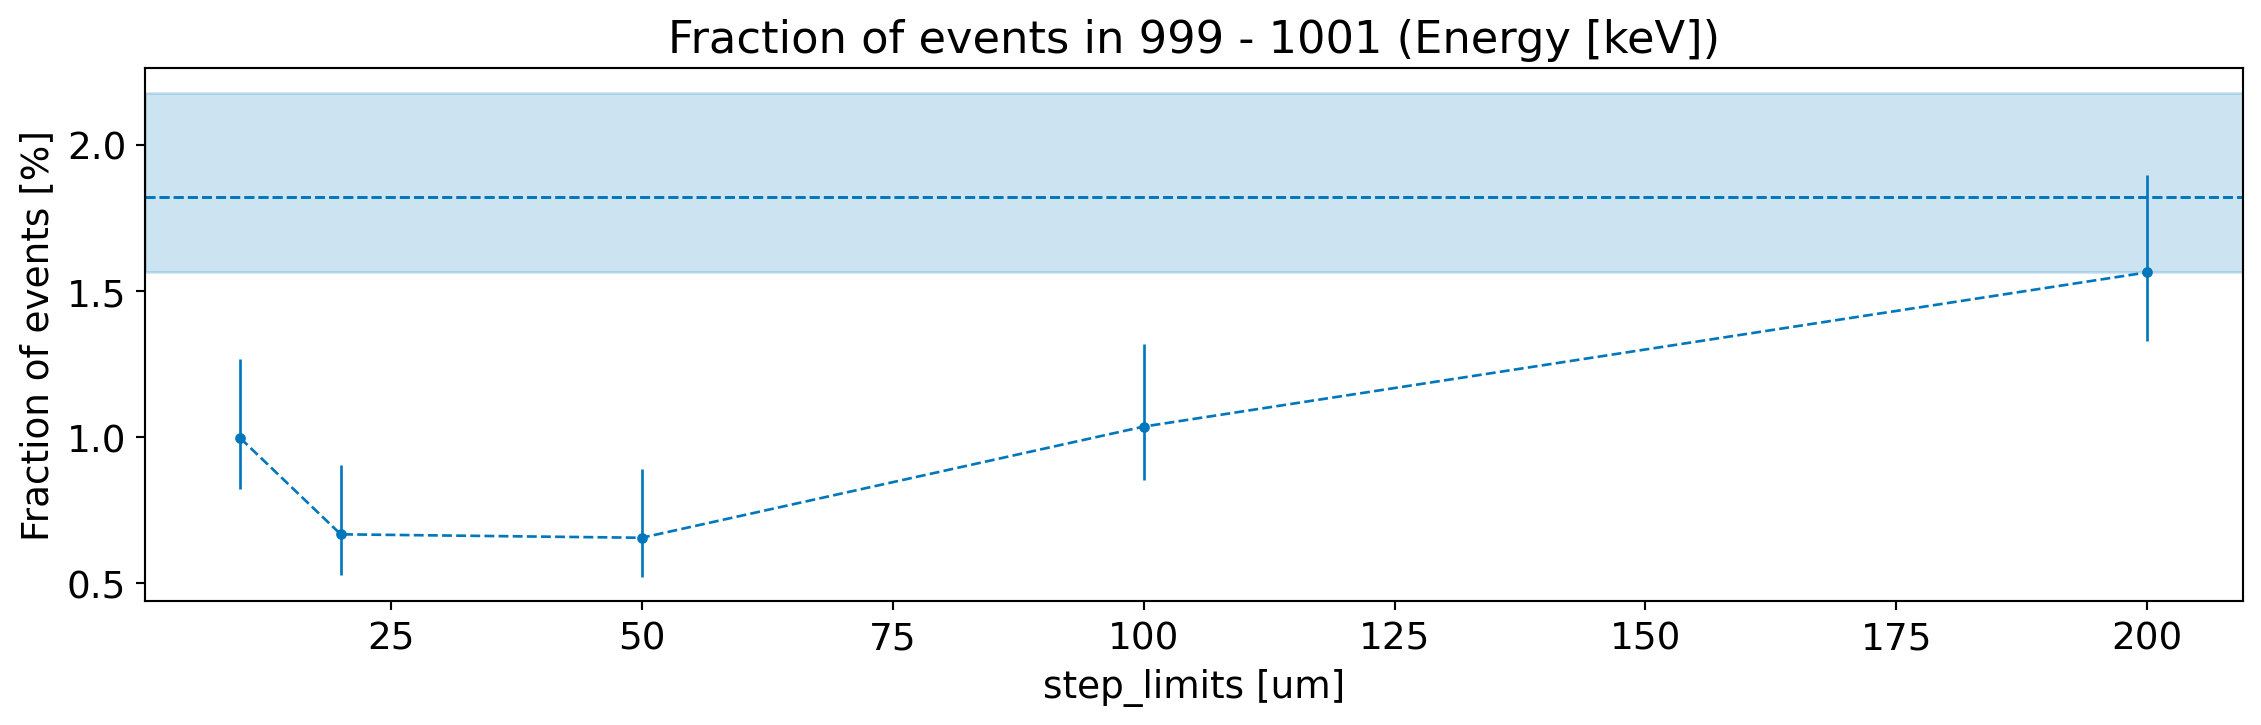 Fraction of events in 999 - 1001 (Energy [keV])
Fraction of events [%]
2.0
1.5
1.0
0.5
25 50 75 100 125 150 175 200
step_limits [um]